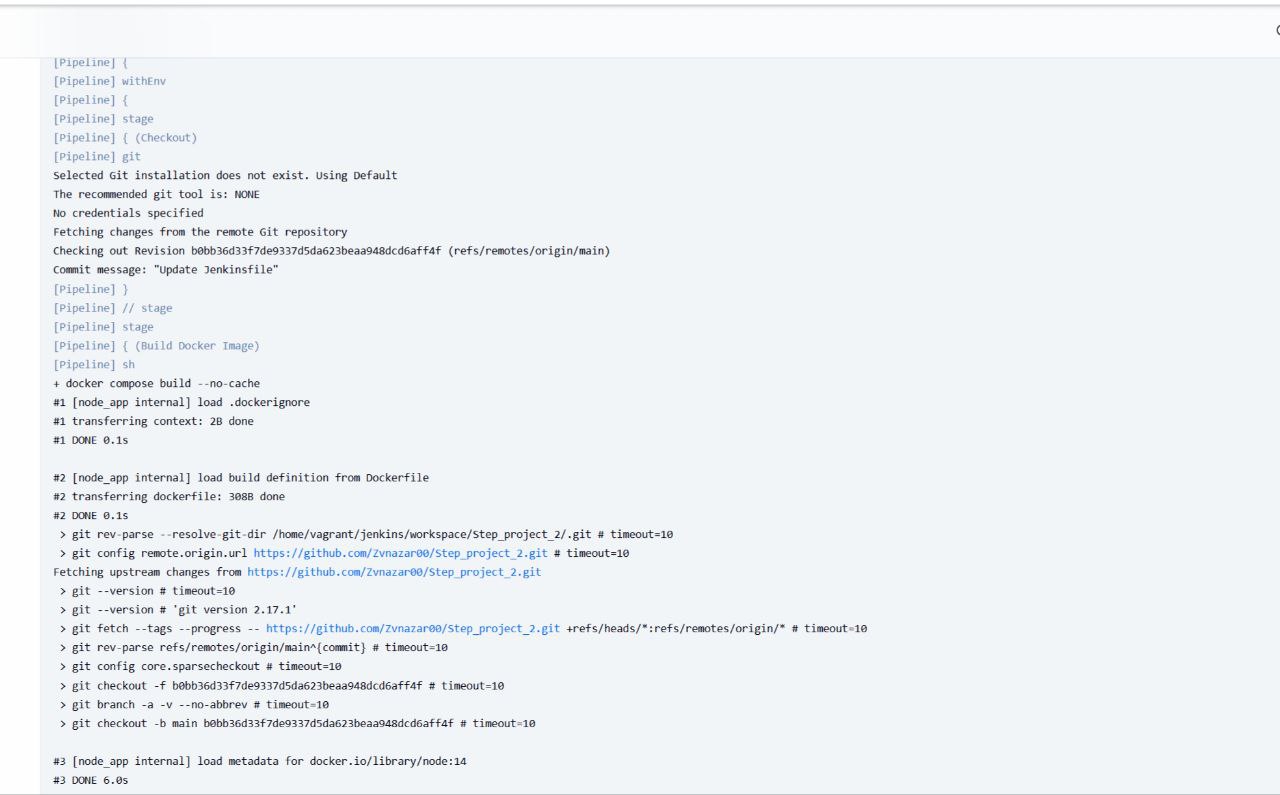 [Pipeline] {
[Pipeline] withEnv
[Pipeline] {
[Pipeline] stage
[Pipeline] { (Checkout)
[Pipeline] git
Selected Git installation does not exist. Using Default
The recommended git tool is: NONE
No credentials specified
Fetching changes from the remote Git repository
Checking out Revision b0bb36d33f7de9337d5da623beaa948dcd6aff4f (refs/remotes/origin/main)
Commit message: "Update Jenkinsfile"
[Pipeline] }
[Pipeline] // stage
[Pipeline] stage
[Pipeline] { (Build Docker Image)
[Pipeline] sh
+ docker compose build --no-cache
#1 [node_app internal] load .dockerignore
#1 transferring context: 2B done
#1 DONE 0.1s
#2 [node_app internal] load build definition from Dockerfile
#2 transferring dockerfile: 308B done
#2 DONE 0.1s
> git rev-parse --resolve-git-dir /home/vagrant/jenkins/workspace/Step_project_2/.git # timeout=10
> git config remote.origin.url https://github.com/Zvnazar00/Step_project_2.git # timeout=10
Fetching upstream changes from https://github.com/Zvnazar00/Step_project_2.git
> git --version # timeout=10
> git --version # 'git version 2.17.1'
> git fetch --tags --progress -- https://github.com/Zvnazar00/Step_project_2.git +refs/heads/*:refs/remotes/origin/* # timeout=10
> git rev-parse refs/remotes/origin/main^{commit} # timeout=10
> git config core.sparsecheckout # timeout=10
> git checkout -f b0bb36d33f7de9337d5da623beaa948dcd6aff4f # timeout=10
> git branch -a -v --no-abbrev # timeout=10
> git checkout -b main b0bb36d33f7de9337d5da623beaa948dcd6aff4f # timeout=10
#3 [node_app internal] load metadata for docker.io/library/node:14
#3 DONE 6.0s